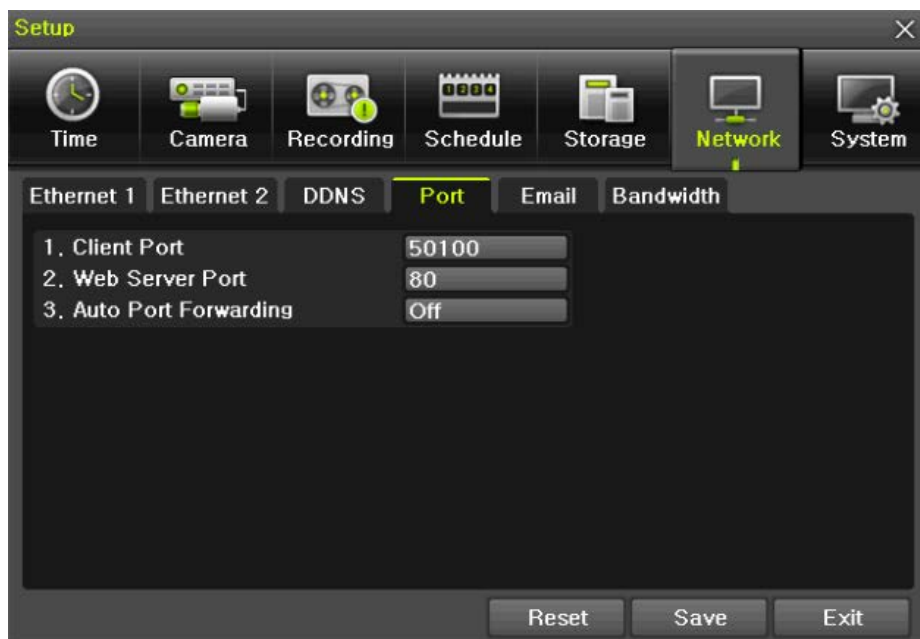 Setup
Time Camera Recording Schedule Storage Network System
Ethernet 1 Ethernet 2 DDNS Port Email Bandwidth
1. Client Port 50100
2. Web Server Port 80
3. Auto Port Forwarding Off
Reset Save Exit